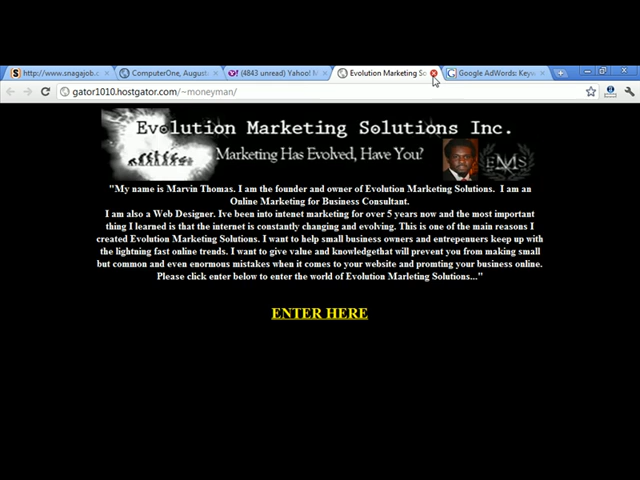 http://www.snagajob.c
ComputerOne, August
(4843 unread) Yahoo! M
Evolution Marketing So
Google AdWords: Keyw
gator1010.hostgator.com/~moneyman/
Evolution Marketing Solutions Inc.
Marketing Has Evolved, Have You?
EMS
"My name is Marvin Thomas. I am the founder and owner of Evolution Marketing Solutions. I am an
Online Marketing for Business Consultant.
I am also a Web Designer. Ive been into intenet marketing for over 5 years now and the most important
thing I learned is that the internet is constantly changing and evolving. This is one of the main reasons I
created Evolution Marketing Solutions. I want to help small business owners and entrepenuers keep up with
the lightning fast online trends. I want to give value and knowledgethat will prevent you from making small
but common and even enormous mistakes when it comes to your website and promting your business online.
Please click enter below to enter the world of Evolution Marleting Solutions..."
ENTER HERE